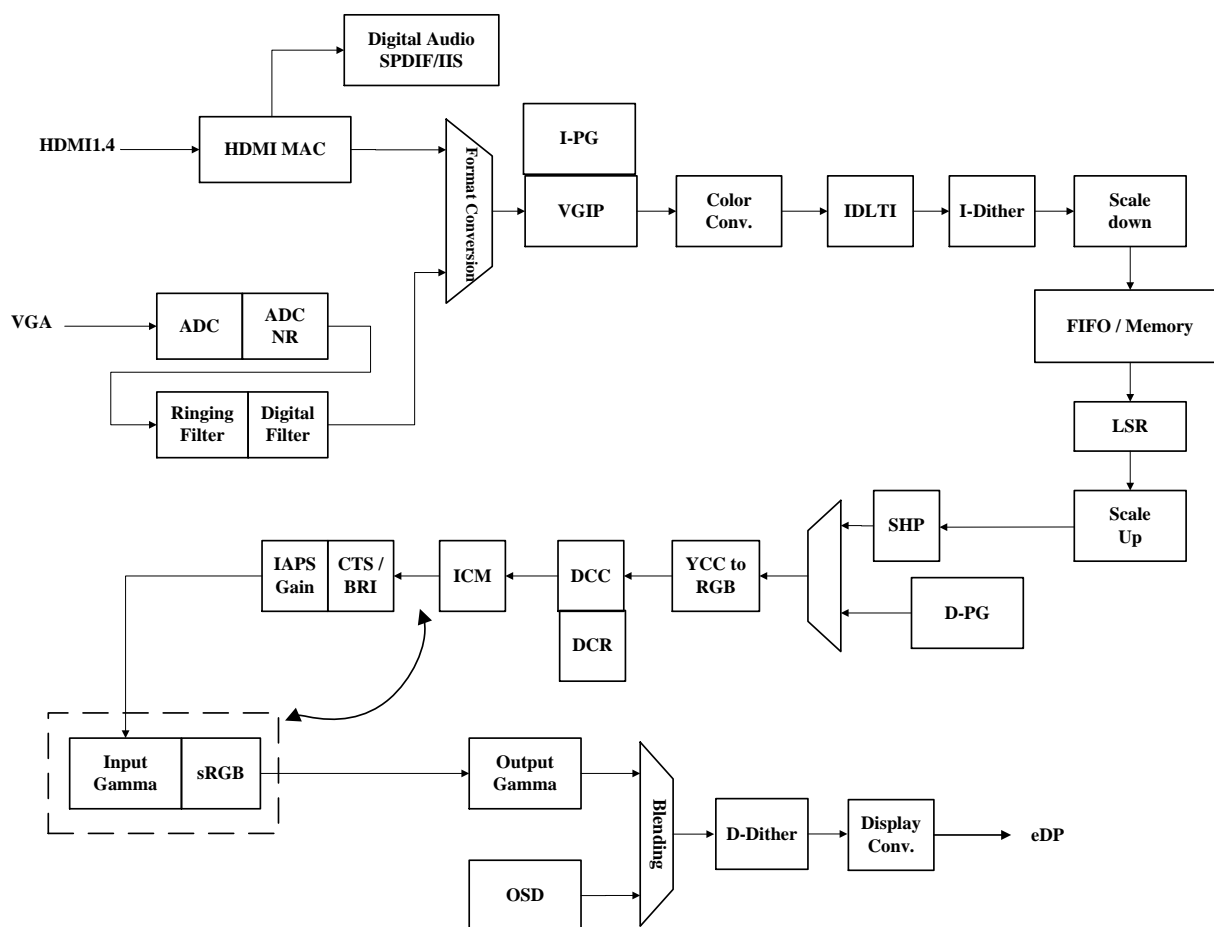 Digital Audio
SPDIF/IIS
HDMI1.4
HDMI MAC
Format Conversion
I-PG
VGIP
Color
Conv.
IDLTI
I-Dither
Scale
down
VGA
ADC
ADC
NR
FIFO / Memory
Ringing
Filter
Digital
Filter
LSR
Scale
Up
SHP
D-PG
YCC to
RGB
DCC
DCR
ICM
CTS /
BRI
IAPS
Gain
Input
Gamma
sRGB
Output
Gamma
Blending
OSD
D-Dither
Display
Conv.
eDP